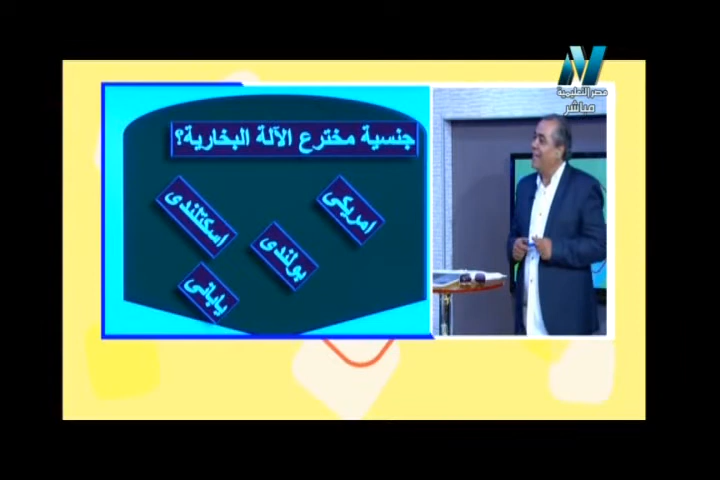 مصر التعليمية
مباشر
جنسية مخترع الآلة البخارية؟
امريكى
اسكتلندى
بولندى
يابانى